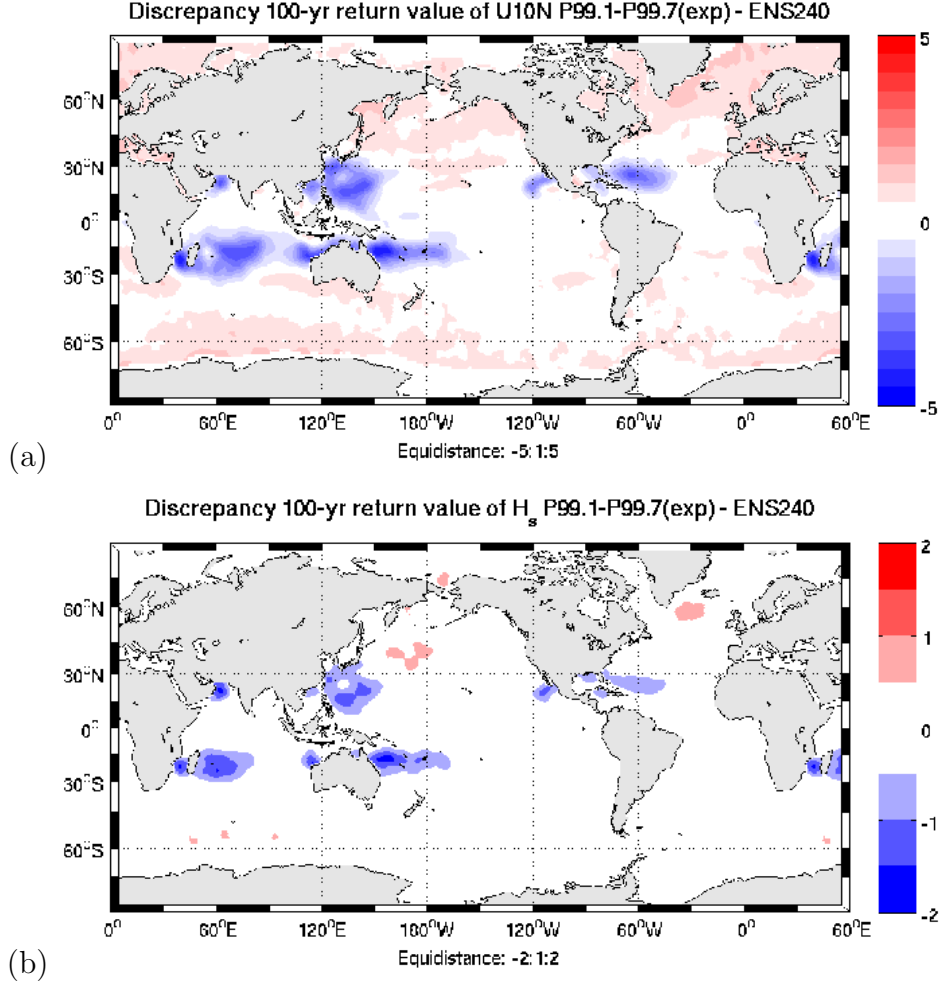 Discrepancy 100-yr return value of U10N P99.1-P99.7(exp) - ENS240
60°N
30°N
0°
30°S
60°S
0° 60°E 120°E 180°W 120°W 60°W 0° 60°E
5
0
-5
Equidistance: -5:1:5
(a)
Discrepancy 100-yr return value of H_s P99.1-P99.7(exp) - ENS240
60°N
30°N
0°
30°S
60°S
0° 60°E 120°E 180°W 120°W 60°W 0° 60°E
2
1
0
-1
-2
Equidistance: -2:1:2
(b)